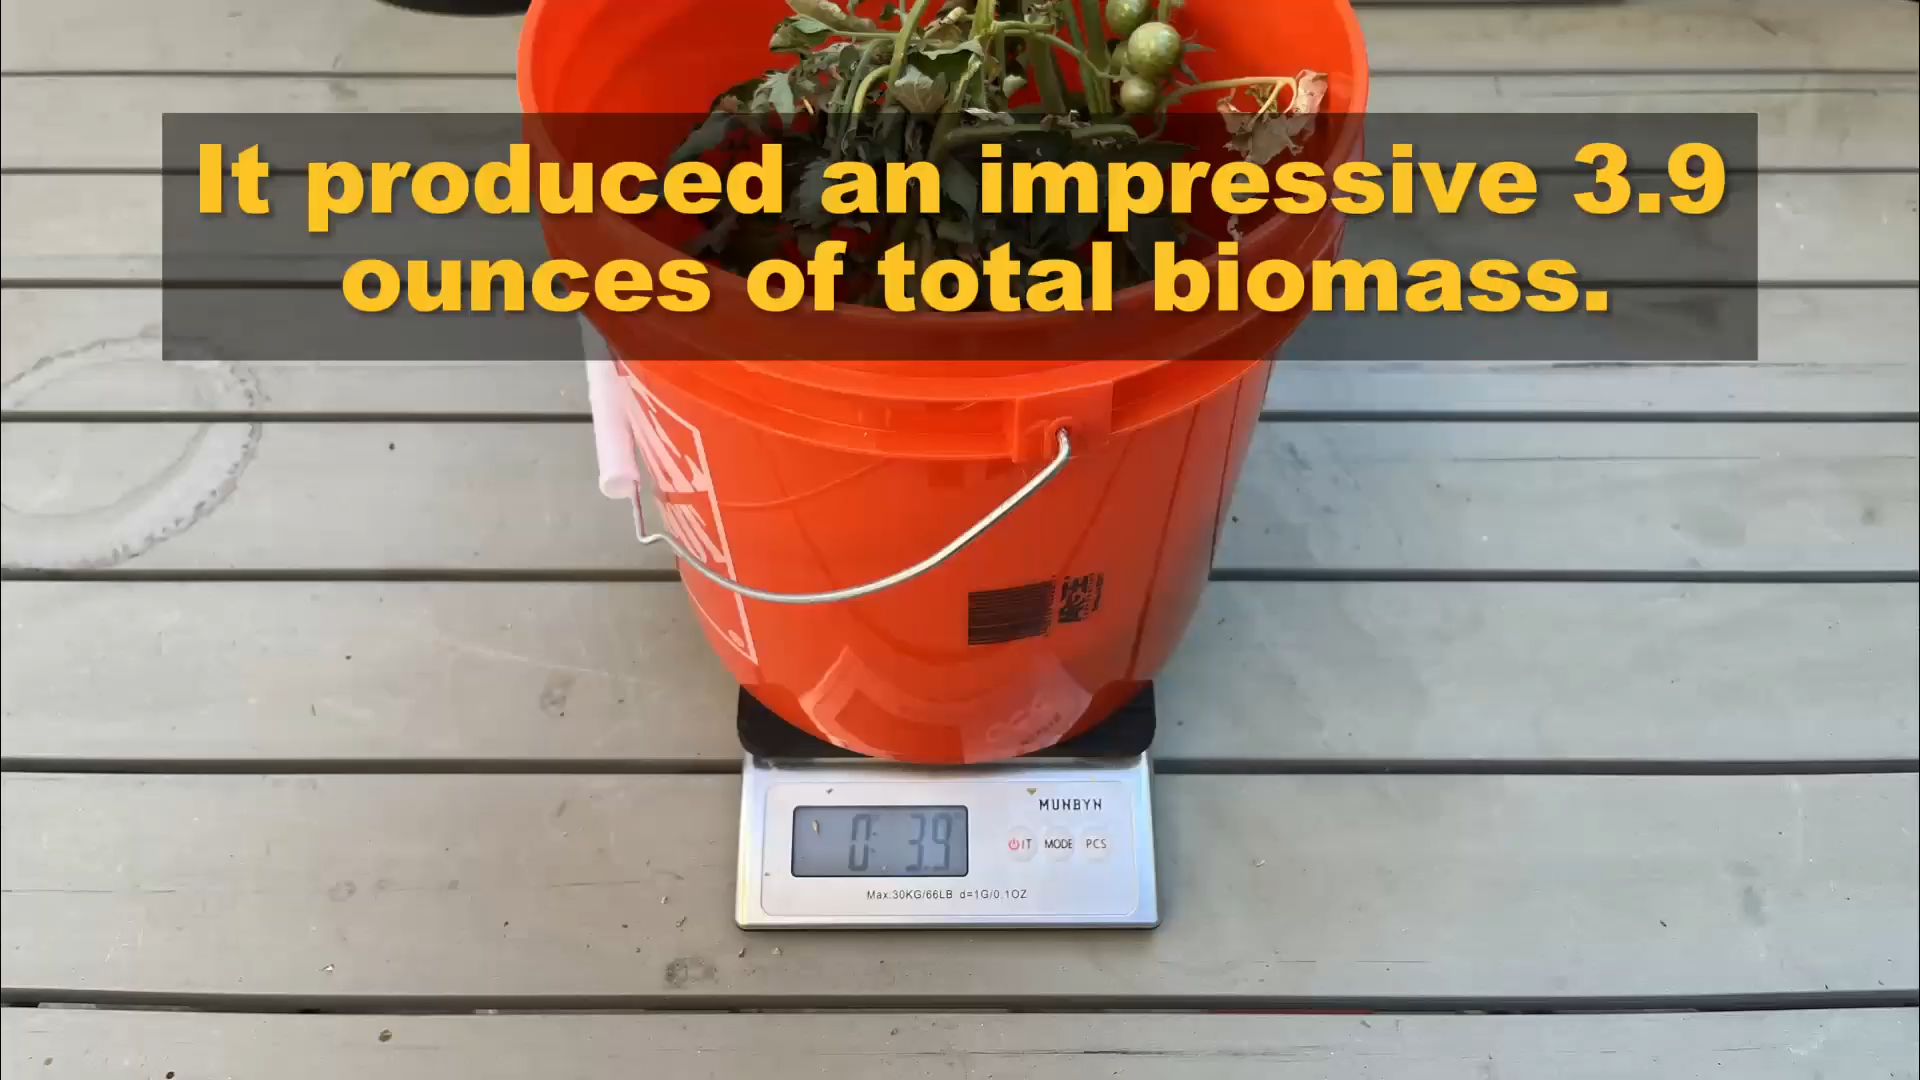 It produced an impressive 3.9
ounces of total biomass.
MUNBYN
0: 3.9
IT MODE PCS
Max:30KG/66LB d=1G/0.1OZ